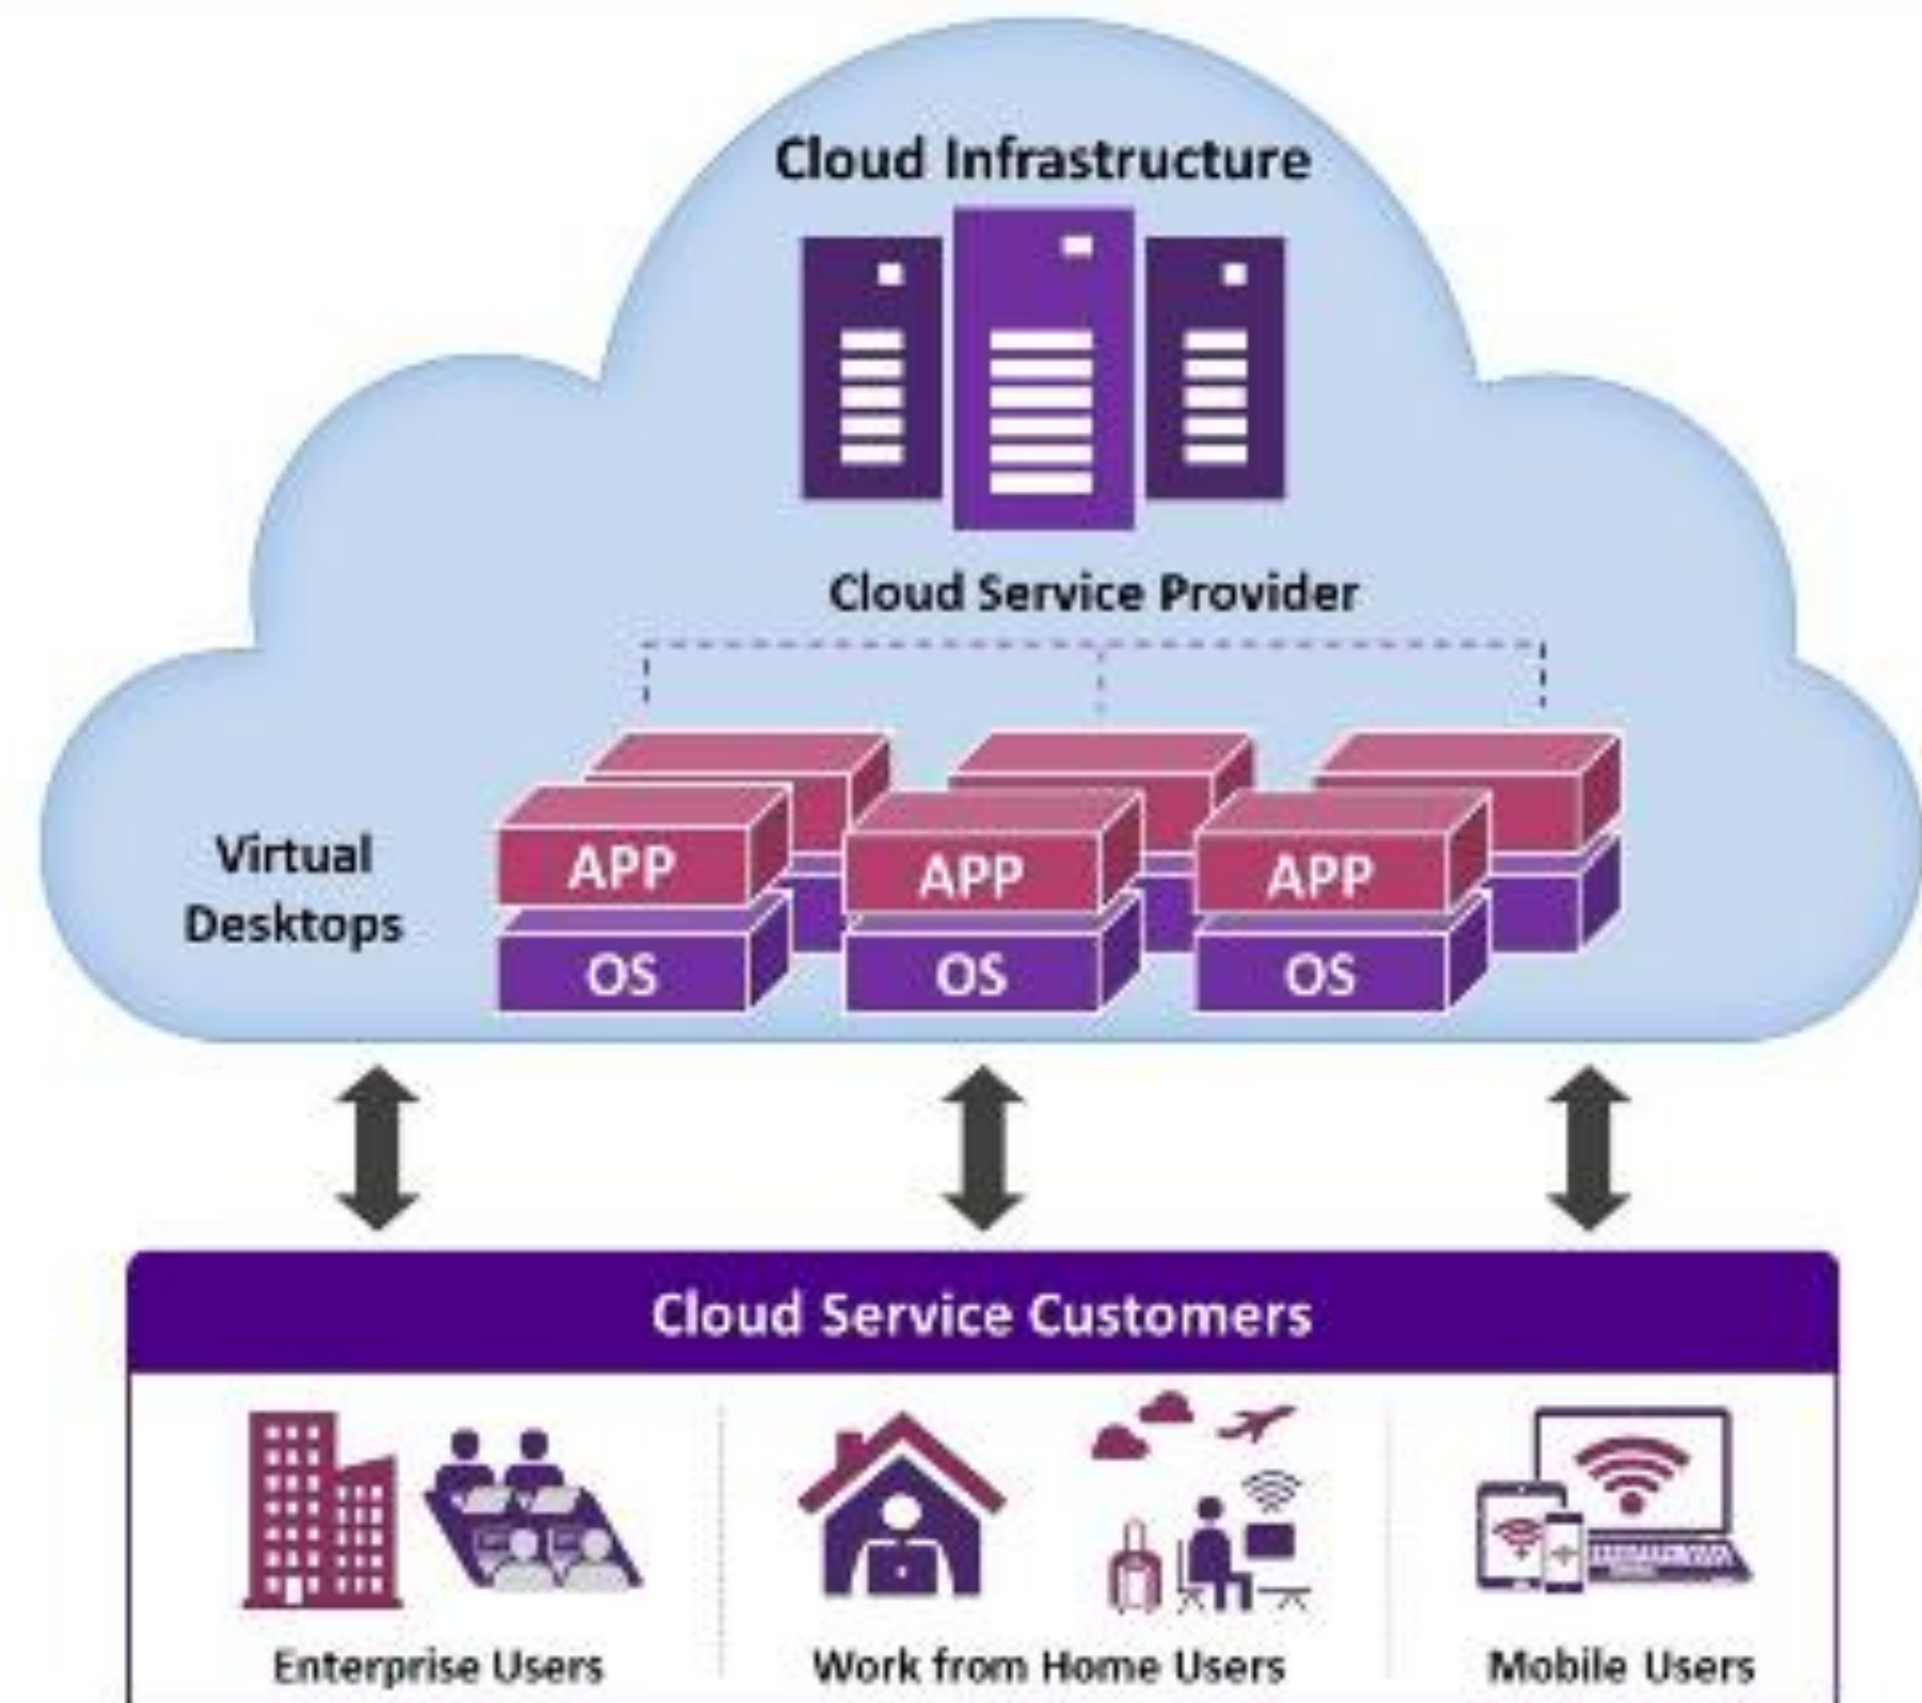 Cloud Infrastructure
Cloud Service Provider
Virtual
Desktops
APP
APP
APP
OS
OS
OS
Cloud Service Customers
Enterprise Users
Work from Home Users
Mobile Users